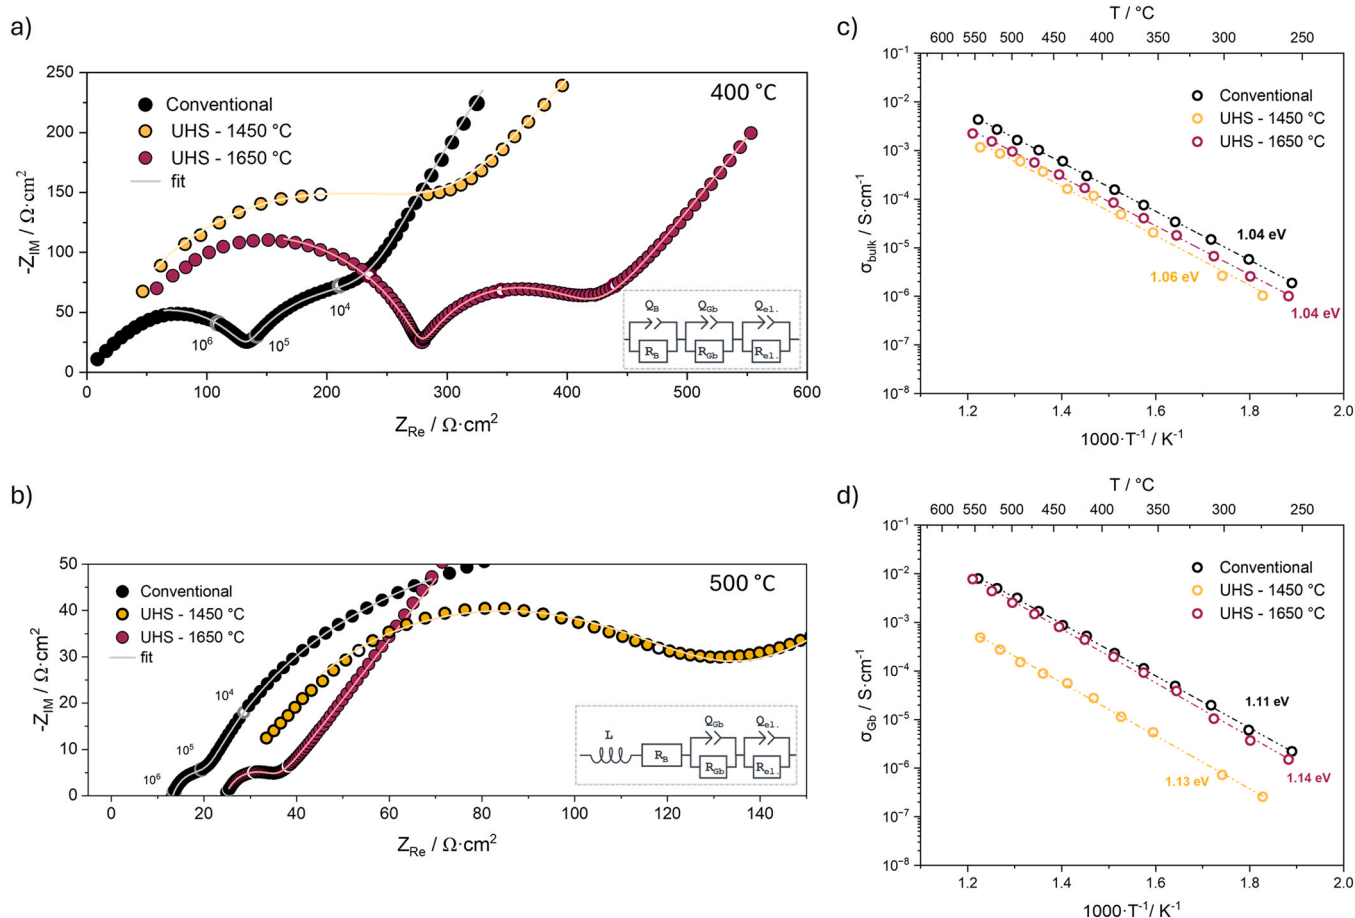 a)
400 °C
Conventional
UHS - 1450 °C
UHS - 1650 °C
fit
-Z_IM / Ω·cm²
250
200
150
100
50
0
10⁶
10⁵
10⁴
Q_B
Q_Gb
Q_el.
R_B
R_Gb
R_el.
0 100 200 300 400 500 600
Z_Re / Ω·cm²
b)
500 °C
Conventional
UHS - 1450 °C
UHS - 1650 °C
fit
-Z_IM / Ω·cm²
50
40
30
20
10
0
10⁶
10⁵
10⁴
L
R_B
Q_Gb
Q_el.
R_Gb
R_el.
0 20 40 60 80 100 120 140
Z_Re / Ω·cm²
c)
T / °C
600 550 500 450 400 350 300 250
10⁻¹
10⁻²
10⁻³
10⁻⁴
10⁻⁵
10⁻⁶
10⁻⁷
10⁻⁸
σ_bulk / S·cm⁻¹
Conventional
UHS - 1450 °C
UHS - 1650 °C
1.04 eV
1.06 eV
1.04 eV
1.2 1.4 1.6 1.8 2.0
1000·T⁻¹ / K⁻¹
d)
T / °C
600 550 500 450 400 350 300 250
10⁻¹
10⁻²
10⁻³
10⁻⁴
10⁻⁵
10⁻⁶
10⁻⁷
10⁻⁸
σ_Gb / S·cm⁻¹
Conventional
UHS - 1450 °C
UHS - 1650 °C
1.11 eV
1.13 eV
1.14 eV
1.2 1.4 1.6 1.8 2.0
1000·T⁻¹ / K⁻¹